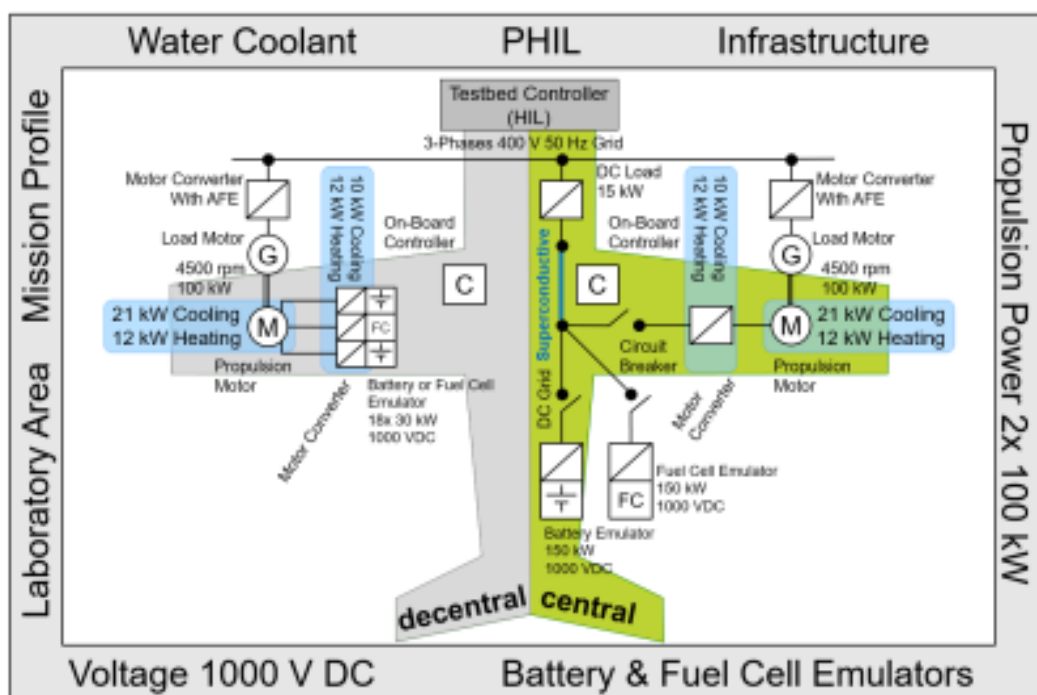 Water Coolant
PHIL
Infrastructure
Laboratory Area
Mission Profile
Propulsion Power 2x 100 kW
Voltage 1000 V DC
Battery & Fuel Cell Emulators
Testbed Controller
(HIL)
3-Phases 400 V 50 Hz Grid
Motor Converter
With AFE
10 kW Cooling
12 kW Heating
On-Board
Controller
Load Motor
G
4500 rpm
100 kW
C
21 kW Cooling
12 kW Heating
M
Propulsion
Motor
FC
Motor Converter
Battery or Fuel Cell
Emulator
18x 30 kW
1000 VDC
DC Load
15 kW
Superconductive
DC Grid
On-Board
Controller
C
10 kW Cooling
12 kW Heating
Motor Converter
With AFE
Load Motor
G
4500 rpm
100 kW
21 kW Cooling
12 kW Heating
M
Propulsion
Motor
Circuit
Breaker
Motor
Converter
Fuel Cell Emulator
150 kW
1000 VDC
FC
Battery Emulator
150 kW
1000 VDC
decentral
central